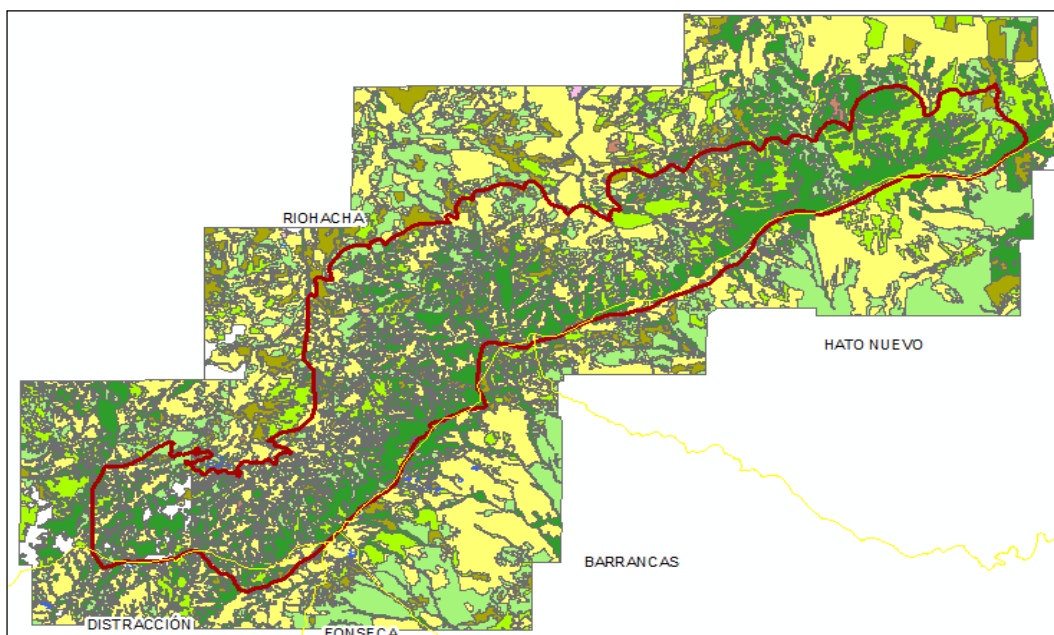 RIOHACHA
HATO NUEVO
BARRANCAS
DISTRACCIÓN
FONSECA